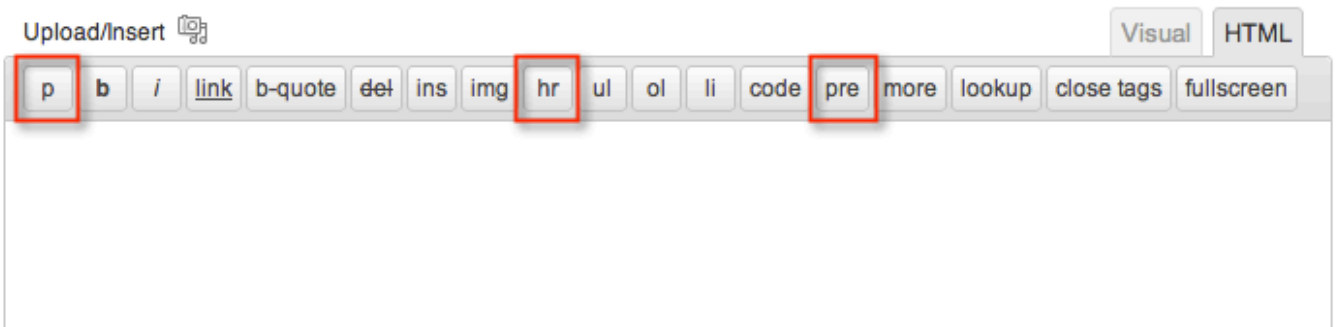 Upload/Insert Visual HTML
p b i link b-quote del ins img hr ul ol li code pre more lookup close tags fullscreen